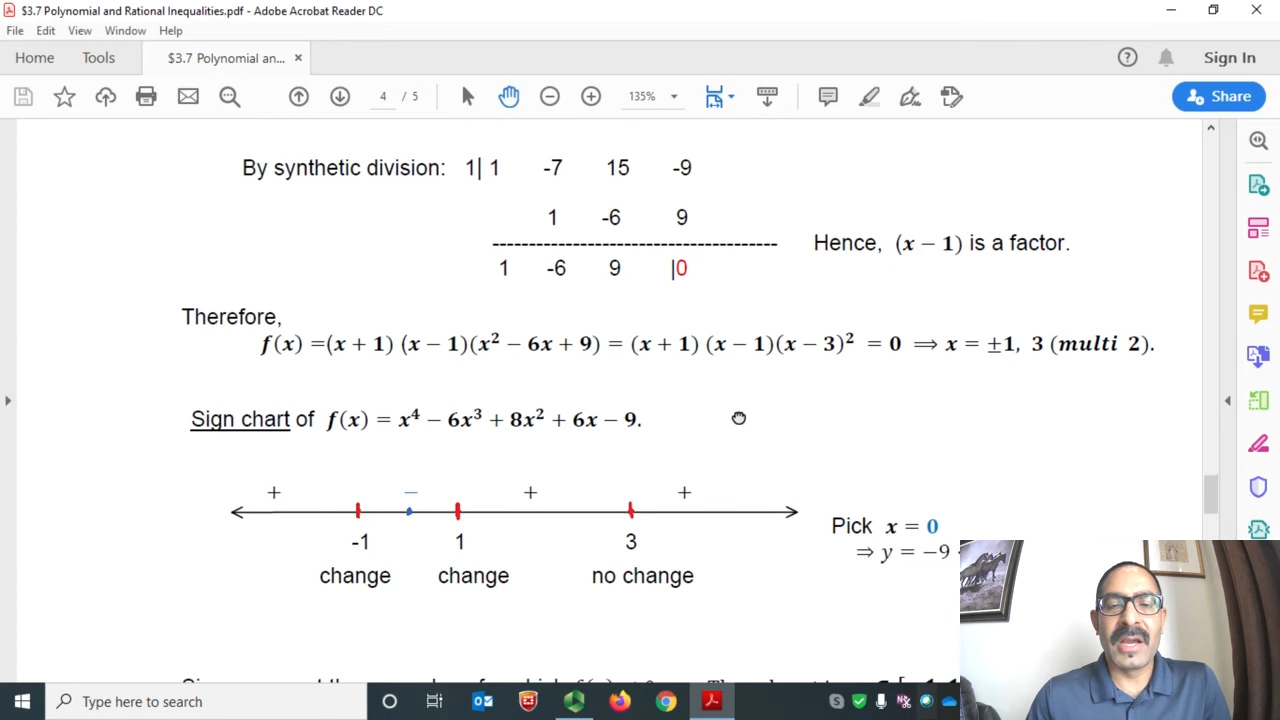 $3.7 Polynomial and Rational Inequalities.pdf - Adobe Acrobat Reader DC
File Edit View Window Help
Home Tools $3.7 Polynomial an... × Sign In
4 / 5 135% Share
By synthetic division: 1| 1 -7 15 -9
1 -6 9
--------------------------------------- Hence, (x − 1) is a factor.
1 -6 9 |0
Therefore,
f(x) =(x + 1) (x − 1)(x² − 6x + 9) = (x + 1) (x − 1)(x − 3)² = 0 ⟹ x = ±1, 3 (multi 2).
Sign chart of f(x) = x⁴ − 6x³ + 8x² + 6x − 9.
+ − + +
-1 1 3
change change no change
Pick x = 0
⇒ y = −9
Type here to search